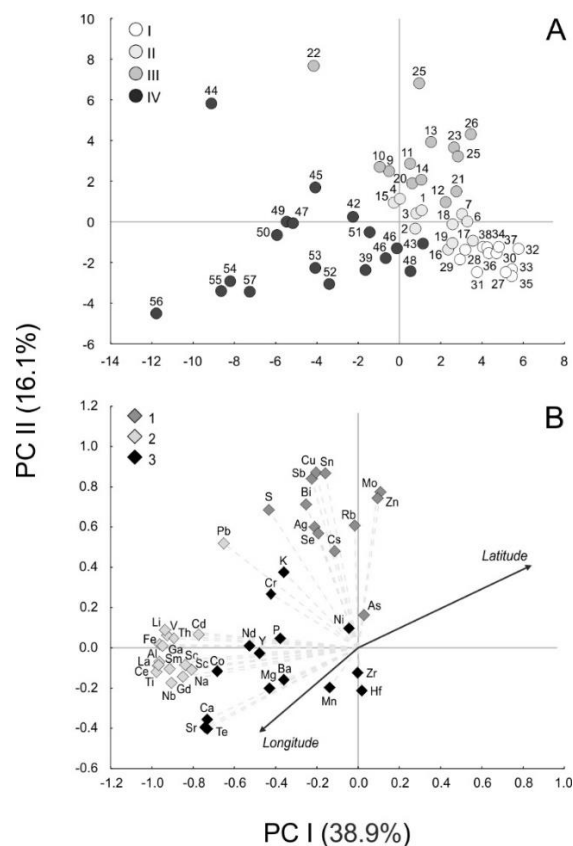 A
I
II
III
IV
10
8
6
4
2
0
-2
-4
-6
22
25
44
26
13
23
25
11
10
9
14
45
20
21
4
15
12
1
7
42
3
18
6
49
47
2
50
51
46
43
19
17
38
34
37
32
16
53
46
29
28
30
54
39
48
36
33
55
57
52
31
27
35
56
-14 -12 -10 -8 -6 -4 -2 0 2 4 6 8
PC II (16.1%)
B
1
2
3
1.2
1.0
0.8
0.6
0.4
0.2
0.0
-0.2
-0.4
-0.6
Cu Sn
Sb
Mo
Zn
S
Bi
Ag
Rb
Se
Cs
Pb
K
Latitude
Cr
As
Ni
Li V Cd
Th
Nd P
Y
Fe
Ga
Al
Sm Sc
La
Sc Co
Ce
Ti
Na
Gd
Nb
Mg Ba
Zr
Mn
Hf
Ca
Sr
Te
Longitude
-1.2 -1.0 -0.8 -0.6 -0.4 -0.2 0.0 0.2 0.4 0.6 0.8 1.0
PC I (38.9%)